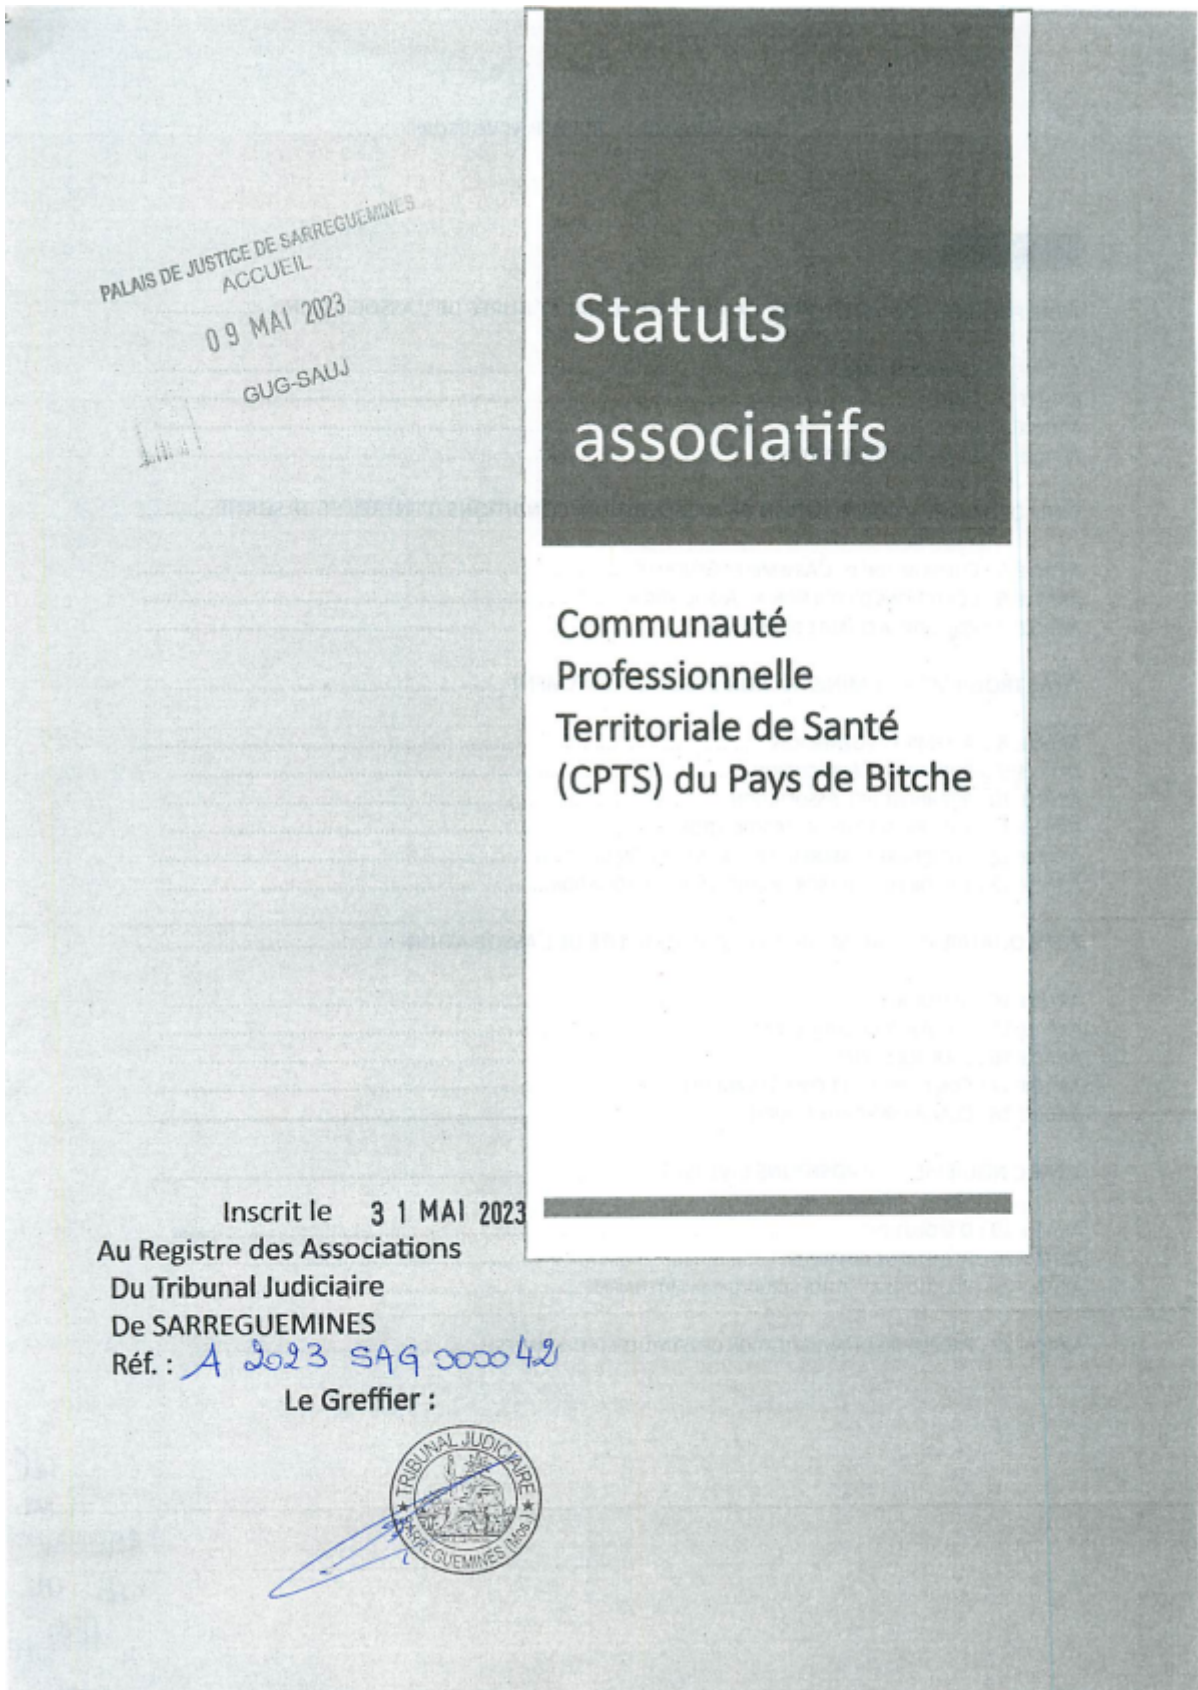 PALAIS DE JUSTICE DE SARREGUEMINES
ACCUEIL
09 MAI 2023
GUG-SAUJ
Statuts
associatifs
Communauté
Professionnelle
Territoriale de Santé
(CPTS) du Pays de Bitche
Inscrit le 31 MAI 2023
Au Registre des Associations
Du Tribunal Judiciaire
De SARREGUEMINES
Réf. : A 2023 SAG 000042
Le Greffier :
TRIBUNAL JUDICIAIRE
SARREGUEMINES (Mos.)